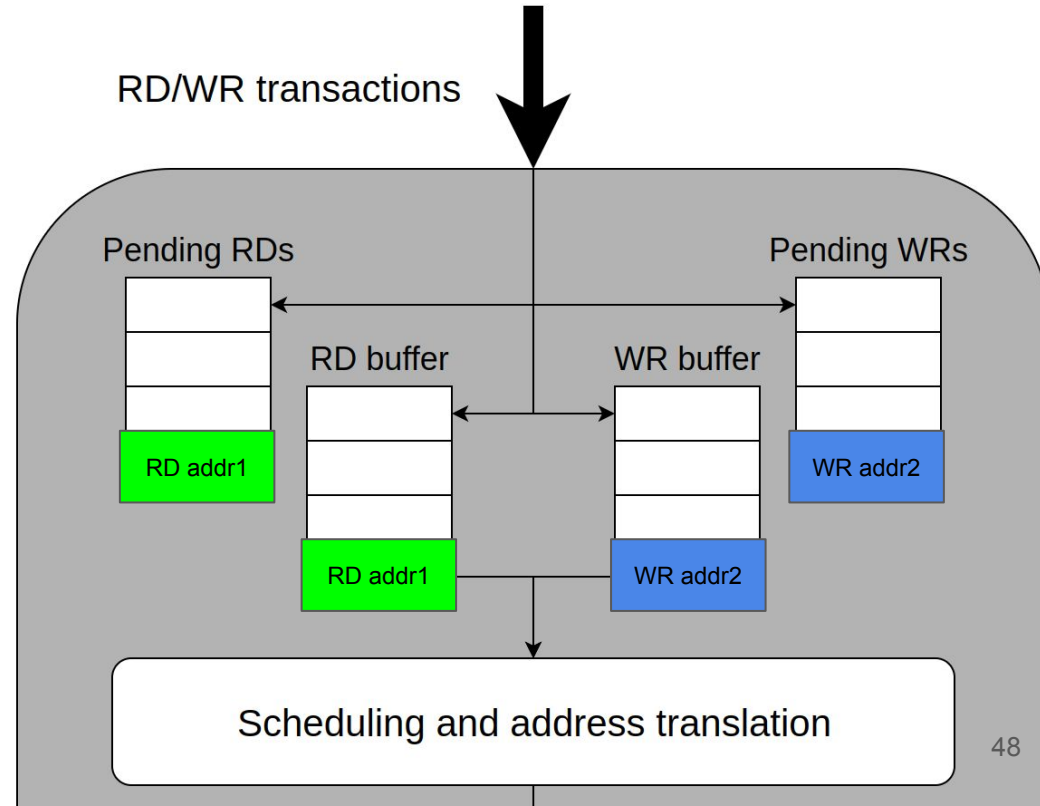 RD/WR transactions
Pending RDs
Pending WRs
RD buffer
WR buffer
RD addr1
WR addr2
RD addr1
WR addr2
Scheduling and address translation
48